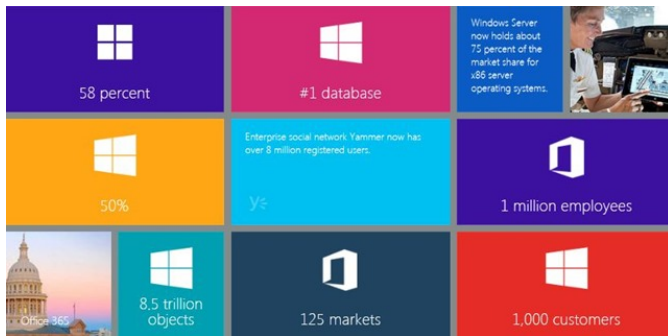 58 percent
#1 database
Windows Server
now holds about
75 percent of the
market share for
x86 server
operating systems.
50%
Enterprise social network Yammer now has
over 8 million registered users.
1 million employees
Office 365
8.5 trillion
objects
125 markets
1,000 customers